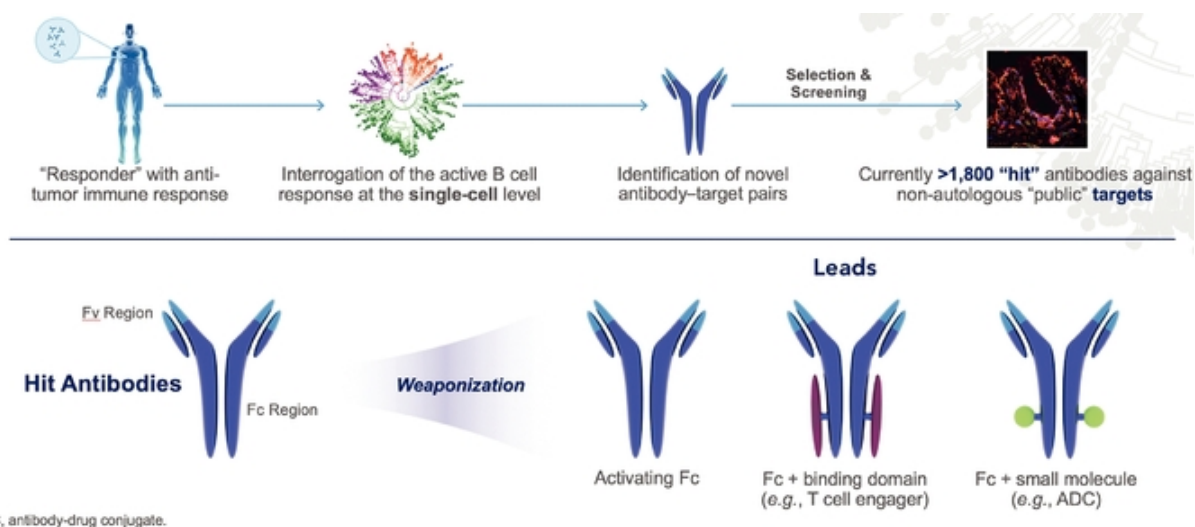 Selection &
Screening
"Responder" with anti-
tumor immune response
Interrogation of the active B cell
response at the single-cell level
Identification of novel
antibody–target pairs
Currently >1,800 "hit" antibodies against
non-autologous "public" targets
Leads
Fv Region
Hit Antibodies
Weaponization
Fc Region
Activating Fc
Fc + binding domain
(e.g., T cell engager)
Fc + small molecule
(e.g., ADC)
, antibody-drug conjugate.